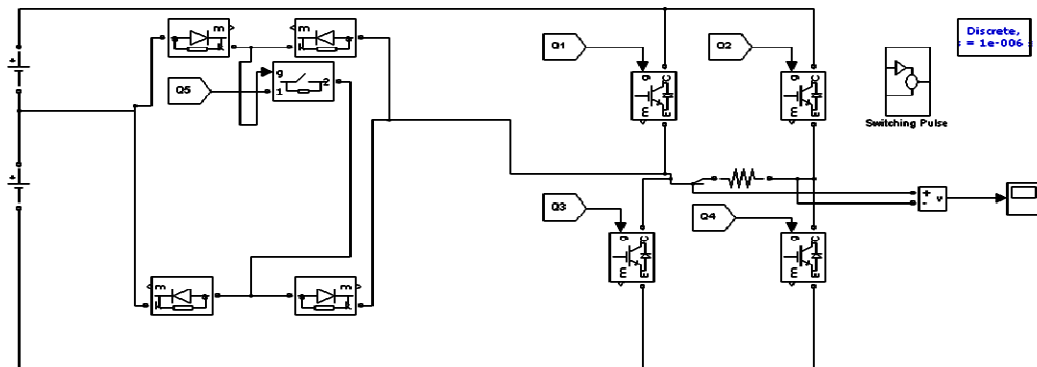 m
m
Q1
Q2
Discrete,
= 1e-006
g
1
2
Q5
g
C
m
E
g
C
m
E
Switching Pulse
Q3
Q4
+
-
v
g
C
m
E
g
C
m
E
m
m